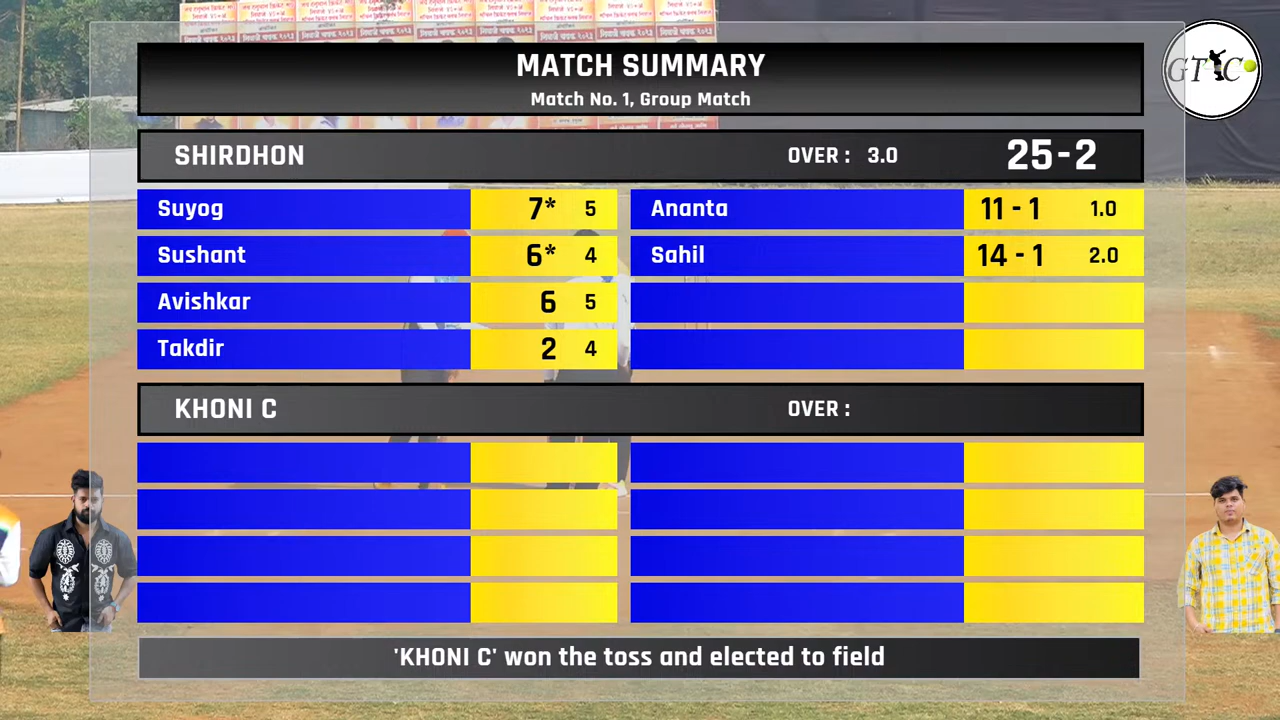 MATCH SUMMARY
Match No. 1, Group Match
GT C
SHIRDHON OVER : 3.0 25-2
Suyog 7* 5 Ananta 11 - 1 1.0
Sushant 6* 4 Sahil 14 - 1 2.0
Avishkar 6 5
Takdir 2 4
KHONI C OVER :
'KHONI C' won the toss and elected to field